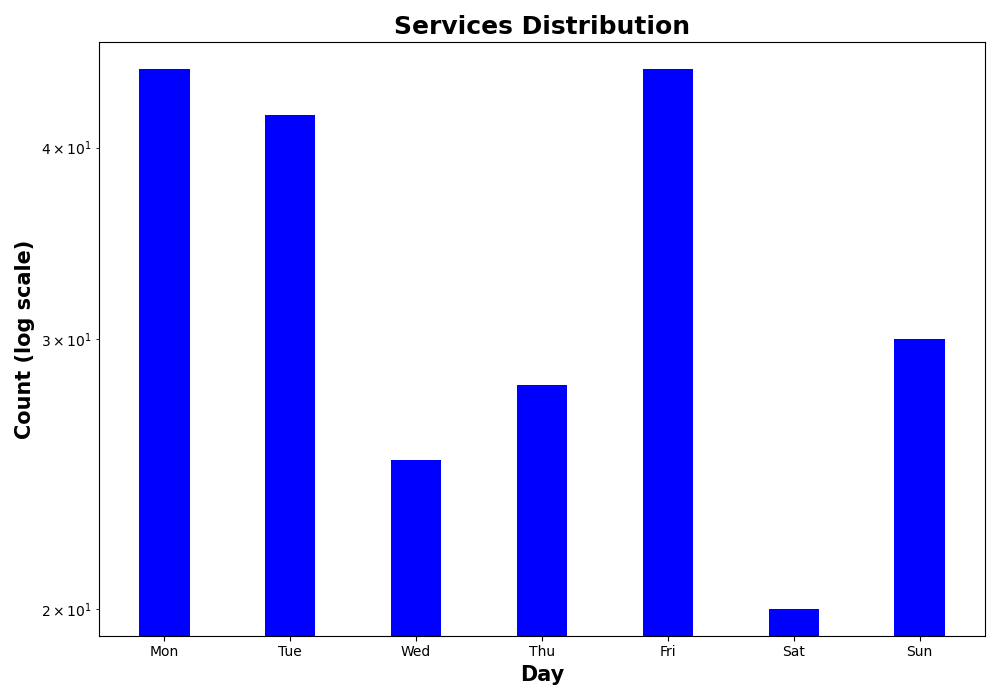 Services Distribution
Count (log scale)
4 × 10¹
3 × 10¹
2 × 10¹
Mon Tue Wed Thu Fri Sat Sun
Day